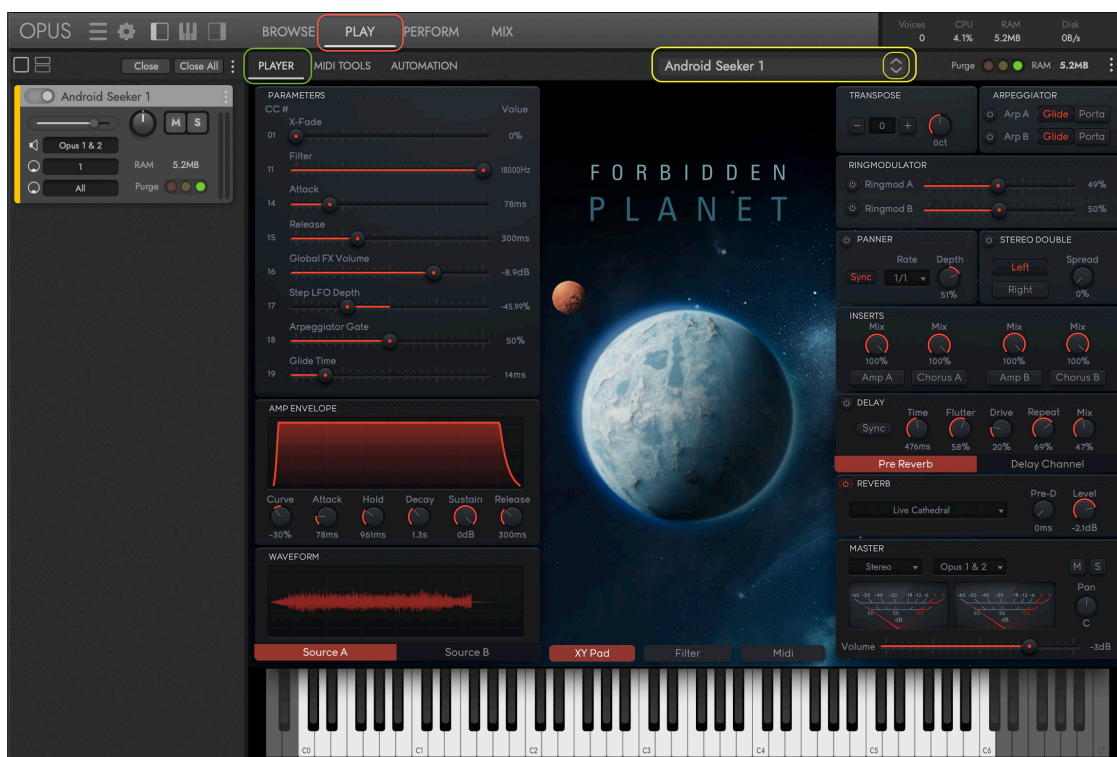 OPUS BROWSE PLAY PERFORM MIX
Voices CPU RAM Disk
0 4.1% 5.2MB 0B/s
Close Close All PLAYER MIDI TOOLS AUTOMATION Android Seeker 1 Purge RAM 5.2MB
Android Seeker 1
M S
Opus 1 & 2
1 RAM 5.2MB
All Purge
PARAMETERS
CC # Value
X-Fade
01 0%
Filter
11 18000Hz
Attack
14 78ms
Release
15 300ms
Global FX Volume
16 -8.9dB
Step LFO Depth
17 -45.99%
Arpeggiator Gate
18 50%
Glide Time
19 14ms
AMP ENVELOPE
Curve Attack Hold Decay Sustain Release
-30% 78ms 961ms 1.3s 0dB 300ms
WAVEFORM
Source A Source B
FORBIDDEN
PLANET
XY Pad Filter Midi
TRANSPOSE
0
0ct
ARPEGGIATOR
Arp A Glide Porta
Arp B Glide Porta
RINGMODULATOR
Ringmod A 49%
Ringmod B 50%
PANNER
Rate Depth
Sync 1/1
51%
STEREO DOUBLE
Left Spread
Right 0%
INSERTS
Mix Mix Mix Mix
100% 100% 100% 100%
Amp A Chorus A Amp B Chorus B
DELAY
Time Flutter Drive Repeat Mix
Sync
476ms 58% 20% 69% 47%
Pre Reverb Delay Channel
REVERB
Pre-D Level
Live Cathedral
0ms -2.1dB
MASTER
Stereo Opus 1 & 2 M S
Pan
C
Volume -3dB
C0 C1 C2 C3 C4 C5 C6 C7